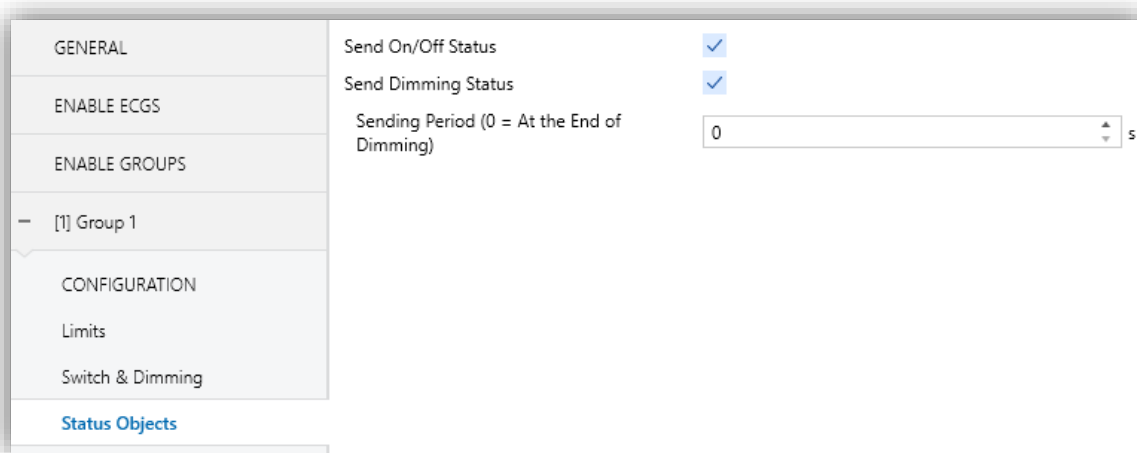 GENERAL
ENABLE ECGS
ENABLE GROUPS
– [1] Group 1
CONFIGURATION
Limits
Switch & Dimming
Status Objects
Send On/Off Status
Send Dimming Status
Sending Period (0 = At the End of
Dimming)
0 s